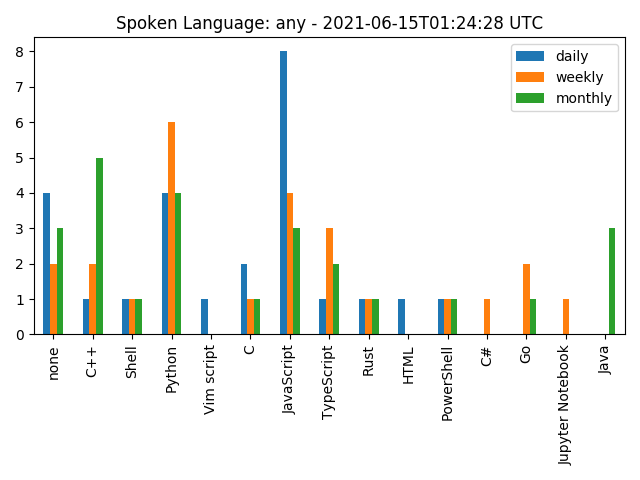 Spoken Language: any - 2021-06-15T01:24:28 UTC
daily
weekly
monthly
8
7
6
5
4
3
2
1
0
none
C++
Shell
Python
Vim script
C
JavaScript
TypeScript
Rust
HTML
PowerShell
C#
Go
Jupyter Notebook
Java